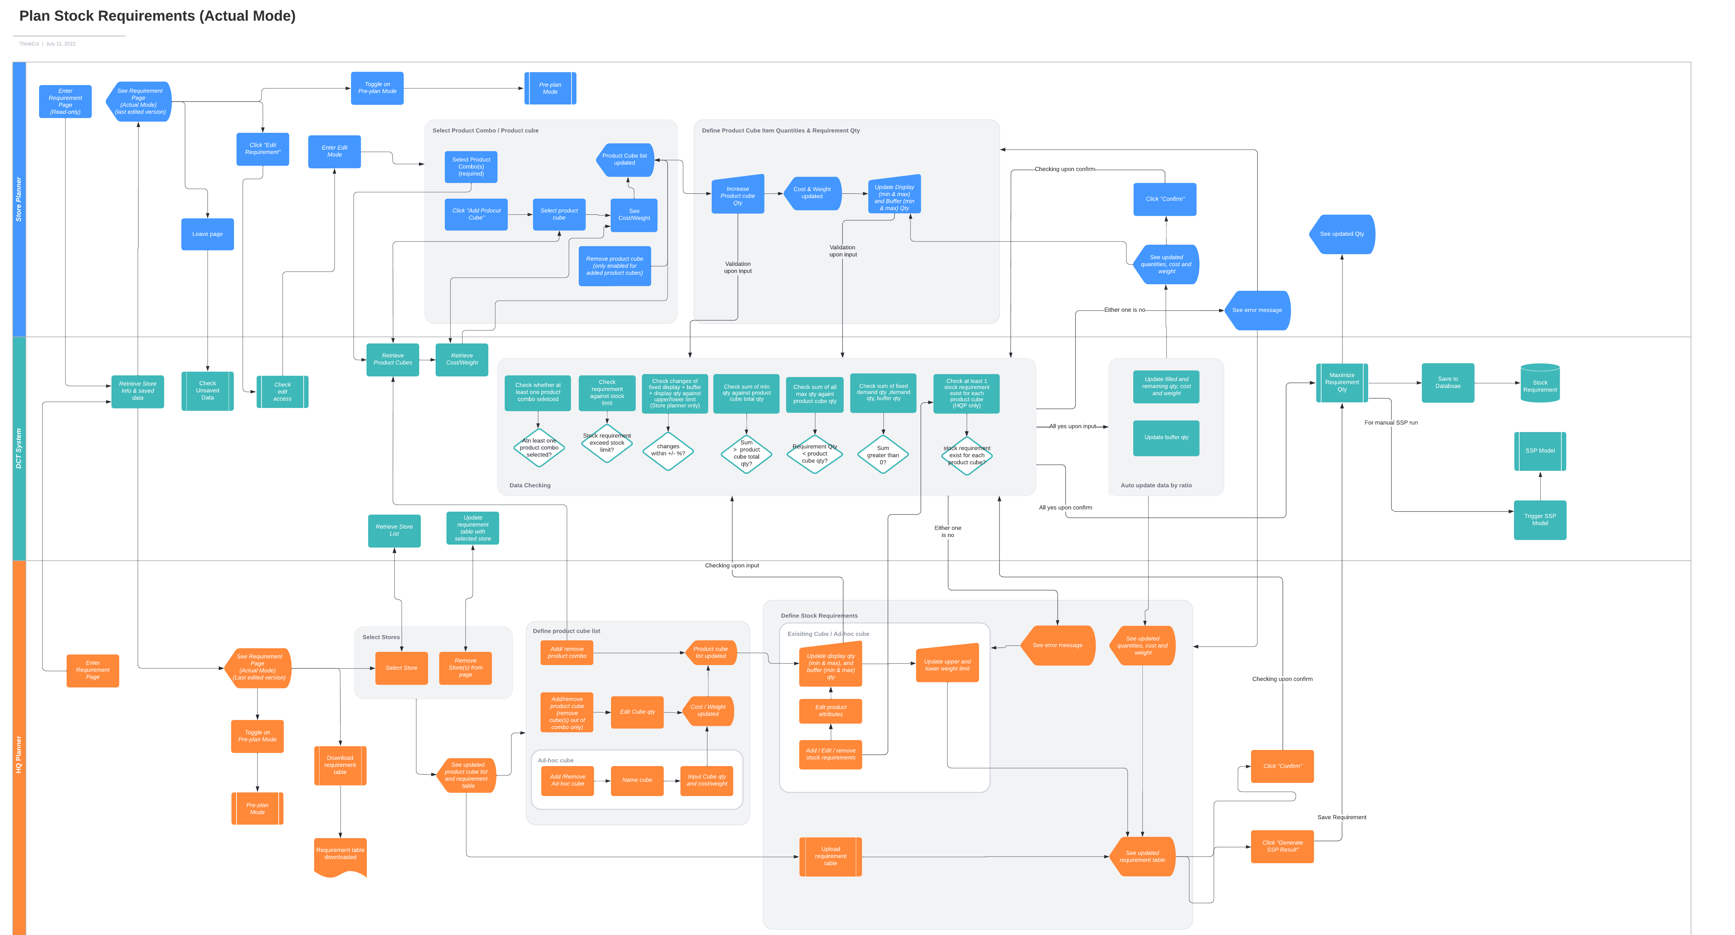 Plan Stock Requirements (Actual Mode)
ThinkCol | July 11, 2022
Store Planner
Enter
Requirement
Page
(Read-only)
See Requirement
Page
(Actual Mode)
(last edited version)
Toggle on
Pre-plan Mode
Pre-plan
Mode
Click "Edit
Requirement"
Enter Edit
Mode
Leave page
Select Product Combo / Product cube
Select Product
Combo(s)
(required)
Product Cube list
updated
Click "Add Prdocut
Cube"
Select product
cube
See
Cost/Weight
Remove product cube
(only enabled for
added product cubes)
Define Product Cube Item Quantities & Requirement Qty
Increase
Product cube
Qty
Cost & Weight
updated
Update Display
(min & max)
and Buffer (min
& max) Qty
Validation
upon input
Validation
upon input
Checking upon confirm
Click "Confirm"
See updated
quantities, cost and
weight
See updated Qty
Either one is no
See error message
DCT System
Retrieve Store
Info & saved
data
Check
Unsaved
Data
Check
edit
access
Retrieve
Product Cubes
Retrieve
Cost/Weight
Check whether at
least one product
combo seletced
Check
requirement
against stock
limit
Check changes of
fixed display + buffer
+ display qty against
upper/lower limit
(Store planner only)
Check sum of min
qty against product
cube total qty
Check sum of all
max qty againt
product cube qty
Check sum of fixed
demand qty ,demand
qty, buffer qty
Check at least 1
stock requirement
exist for each
product cube
(HQP only)
Atn least one
product combo
selected?
Stock requirement
exceed stock
limit?
changes
within +/- %?
Sum
> product
cube total
qty?
Requirement Qty
< product
cube qty?
Sum
greater than
0?
stock requirement
exist for each
product cube?
Data Checking
All yes upon input
Update filled and
remaining qty, cost
and weight
Update buffer qty
Auto update data by ratio
Maximize
Requirement
Qty
Save to
Databsae
Stock
Requirement
For manual SSP run
SSP Model
Trigger SSP
Model
All yes upon confirm
Either one
is no
Retrieve Store
List
Update
requirement
table with
selected store
Checking upon input
HQ Planner
Enter
Requirement
Page
See Requirement
Page
(Actual Mode)
(Last edited version)
Toggle on
Pre-plan Mode
Pre-plan
Mode
Download
requirement
table
Requirement table
downloaded
Select Stores
Select Store
Remove
Store(s) from
page
See updated
product cube list
and requirement
table
Define product cube list
Add/ remove
product combo
Product cube
list updated
Add/remove
product cube
(remove
cube(s) out of
combo only)
Edit Cube qty
Cost / Weight
updated
Ad-hoc cube
Add /Remove
Ad-hoc cube
Name cube
Input Cube qty
and cost/weight
Define Stock Requirements
Exisiting Cube / Ad-hoc cube
Update display qty
(min & max), and
buffer (min & max)
qty
Update upper and
lower weight limit
Edit product
attributes
Add / Edit / remove
stock requirements
Upload
requirement
table
See error message
See updated
quantities, cost and
weight
See updated
requirement table
Checking upon confirm
Click "Confirm"
Save Requirement
Click "Generate
SSP Result"